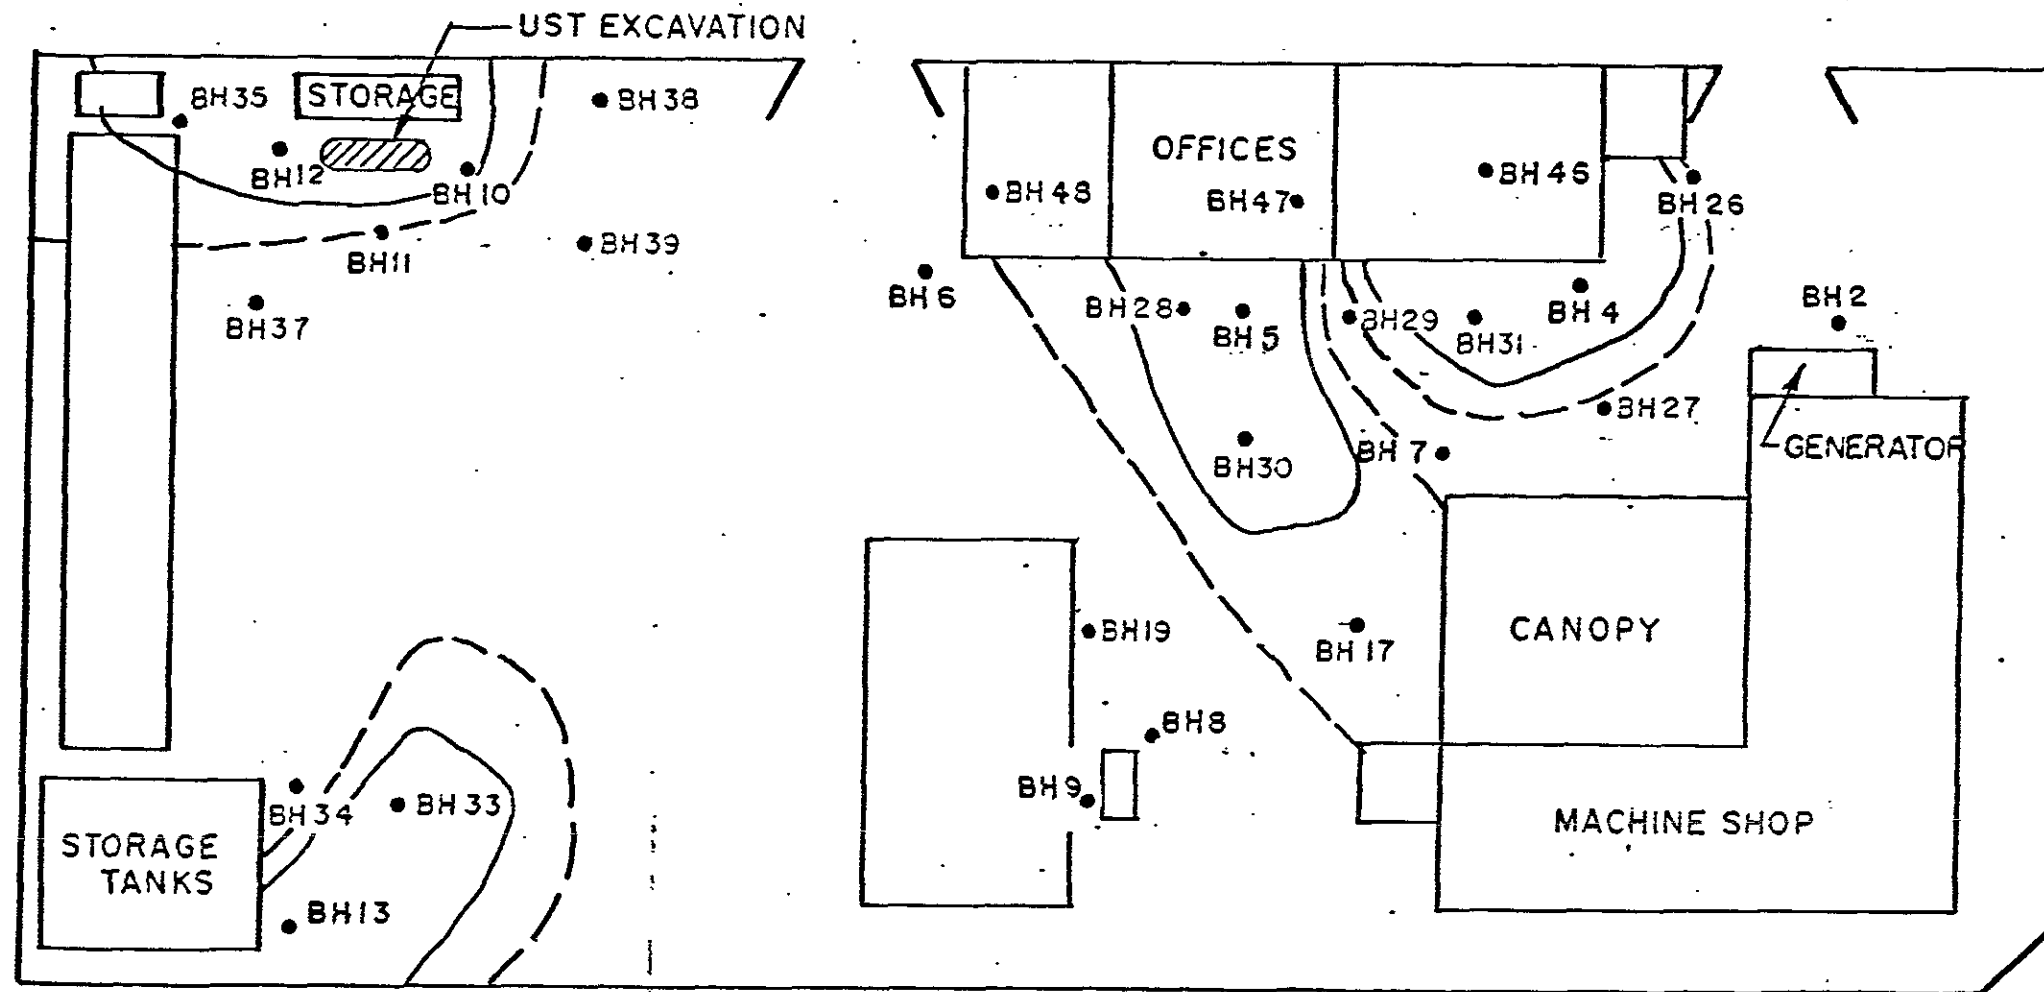 UST EXCAVATION
BH35
STORAGE
BH38
BH12
BH10
BH11
BH39
BH37
OFFICES
BH48
BH47
BH46
BH26
BH6
BH28
BH5
BH29
BH31
BH4
BH2
BH27
BH30
BH7
GENERATOR
BH19
BH17
CANOPY
BH8
BH9
BH34
BH33
STORAGE
TANKS
BH13
MACHINE SHOP